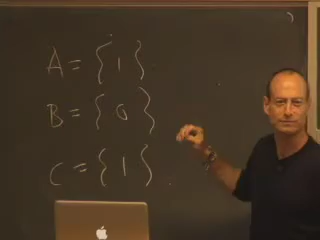 A = { 1 }
B = { 0 }
C = { 1 }